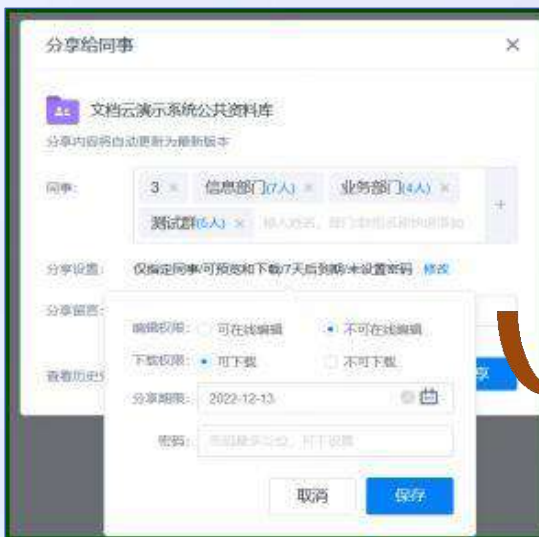 分享给同事
文档云演示系统公共资料库
分享内容将自动更新为最新版本
同事: 3 × 信息部门(7人) × 业务部门(4人) ×
测试群(6人) ×
分享设置: 仅指定同事/可预览和下载/7天后到期/未设置密码 修改
分享留言:
编辑权限: 可在线编辑 不可在线编辑
下载权限: 可下载 不可下载
查看历史分 享
分享期限: 2022-12-13
密码:
取消 保存